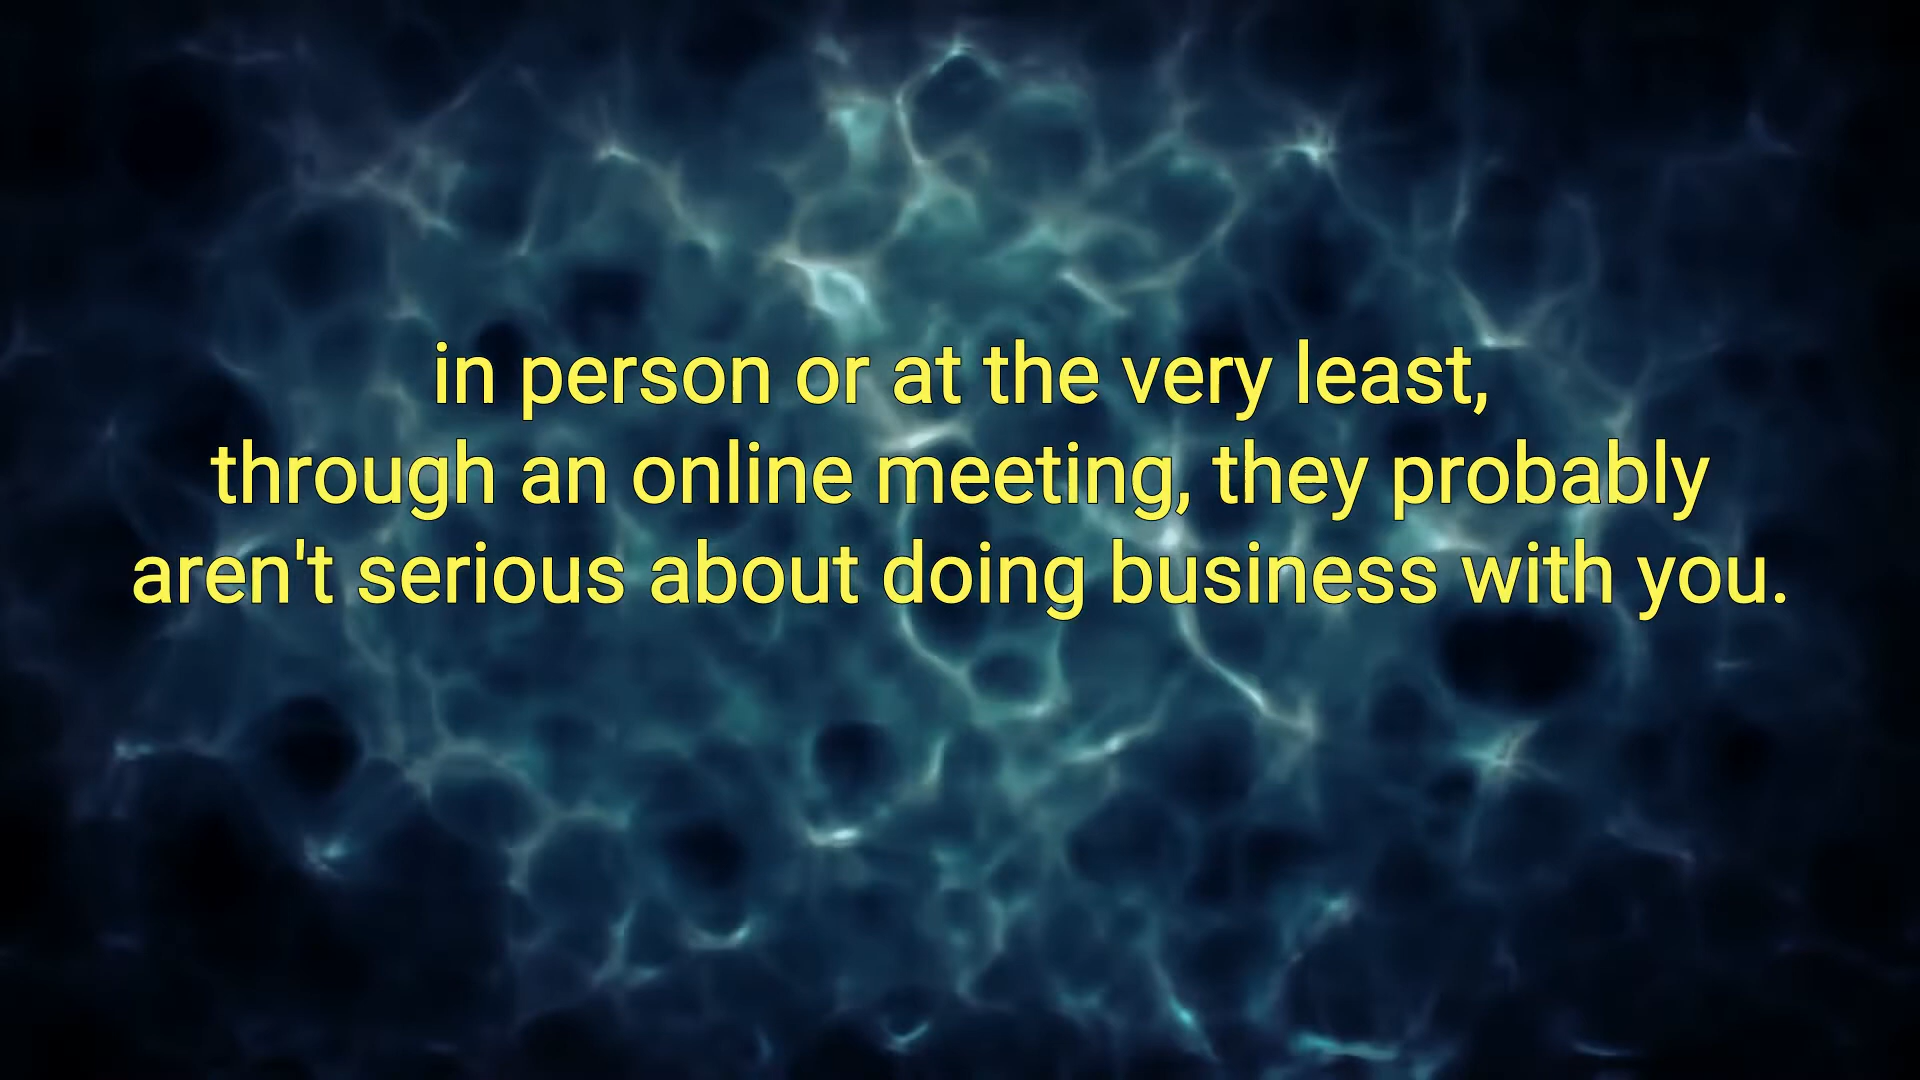 in person or at the very least,
through an online meeting, they probably
aren't serious about doing business with you.